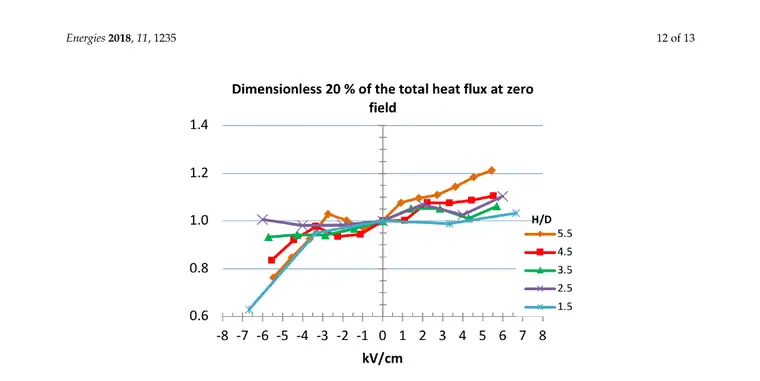 Energies 2018, 11, 1235 12 of 13
Dimensionless 20 % of the total heat flux at zero
field
1.4
1.2
1.0
0.8
0.6
-8 -7 -6 -5 -4 -3 -2 -1 0 1 2 3 4 5 6 7 8
kV/cm
H/D
5.5
4.5
3.5
2.5
1.5